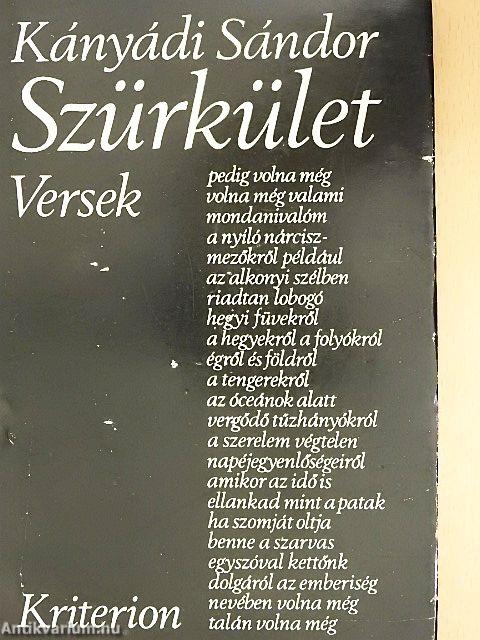 Kányádi Sándor
Szürkület
Versek
pedig volna még
volna még valami
mondanivalóm
a nyíló nárcisz-
mezőkről például
az alkonyi szélben
riadtan lobogó
hegyi füvekről
a hegyekről a folyókról
égről és földről
a tengerekről
az óceánok alatt
vergődő tűzhányókról
a szerelem végtelen
napéjegyenlőségeiről
amikor az idő is
ellankad mint a patak
ha szomját oltja
benne a szarvas
egyszóval kettőnk
dolgáról az emberiség
nevében volna még
talán volna még
Kriterion
Antikvarium.hu